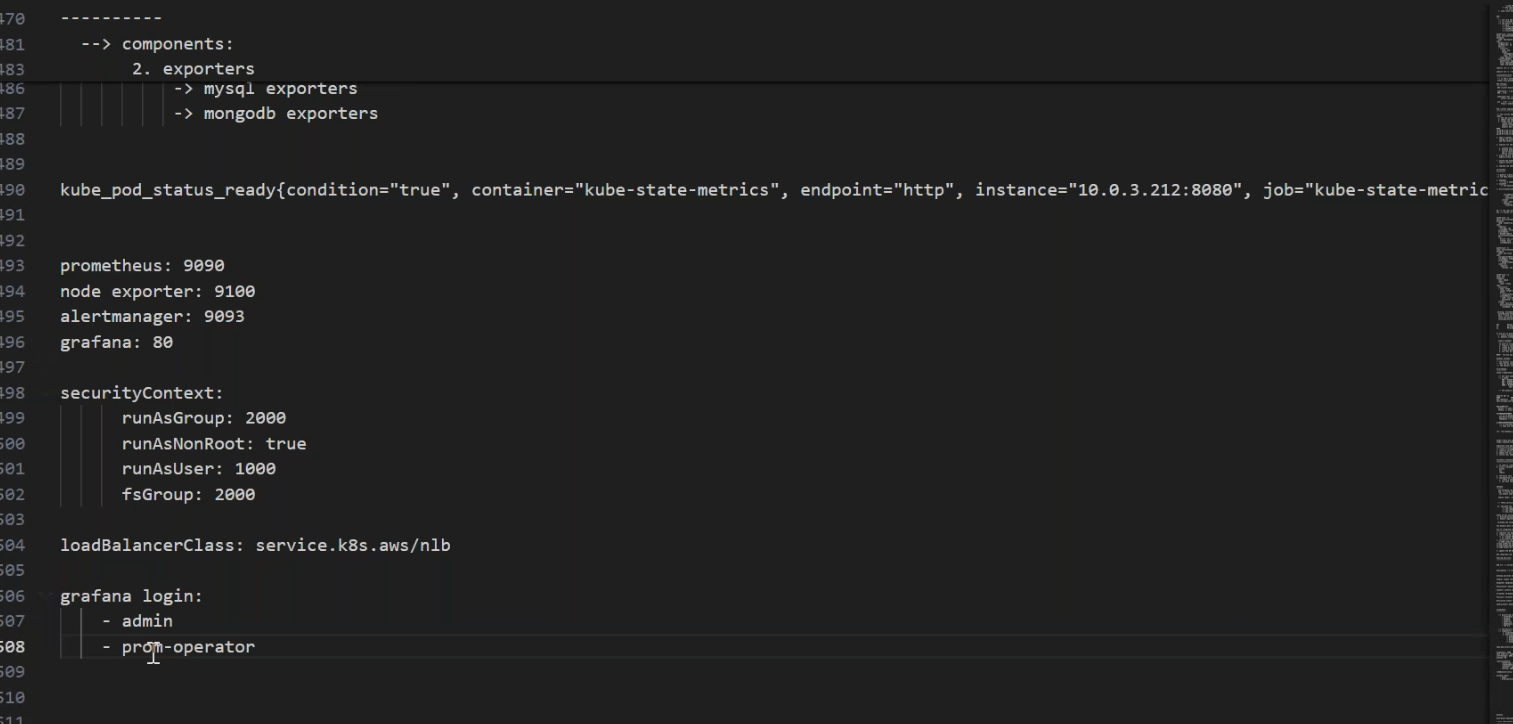 470 ----------
481 --> components:
483 2. exporters
486 -> mysql exporters
487 -> mongodb exporters
488
489
490 kube_pod_status_ready{condition="true", container="kube-state-metrics", endpoint="http", instance="10.0.3.212:8080", job="kube-state-metric
491
492
493 prometheus: 9090
494 node exporter: 9100
495 alertmanager: 9093
496 grafana: 80
497
498 securityContext:
499 runAsGroup: 2000
500 runAsNonRoot: true
501 runAsUser: 1000
502 fsGroup: 2000
503
504 loadBalancerClass: service.k8s.aws/nlb
505
506 grafana login:
507 - admin
508 - prom-operator
509
510
511